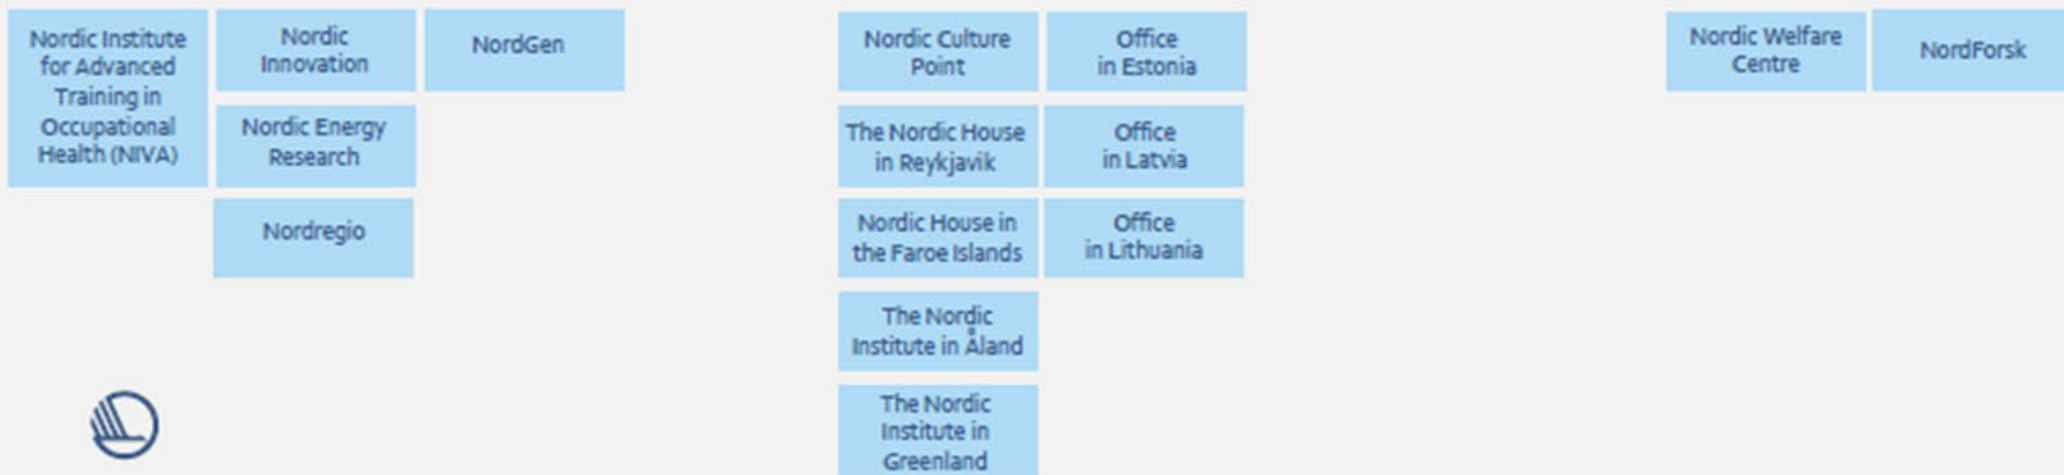 Nordic Institute
for Advanced
Training in
Occupational
Health (NIVA)
Nordic
Innovation
Nordic Energy
Research
Nordregio
NordGen
Nordic Culture
Point
The Nordic House
in Reykjavik
Nordic House in
the Faroe Islands
The Nordic
Institute in Åland
The Nordic
Institute in
Greenland
Office
in Estonia
Office
in Latvia
Office
in Lithuania
Nordic Welfare
Centre
NordForsk